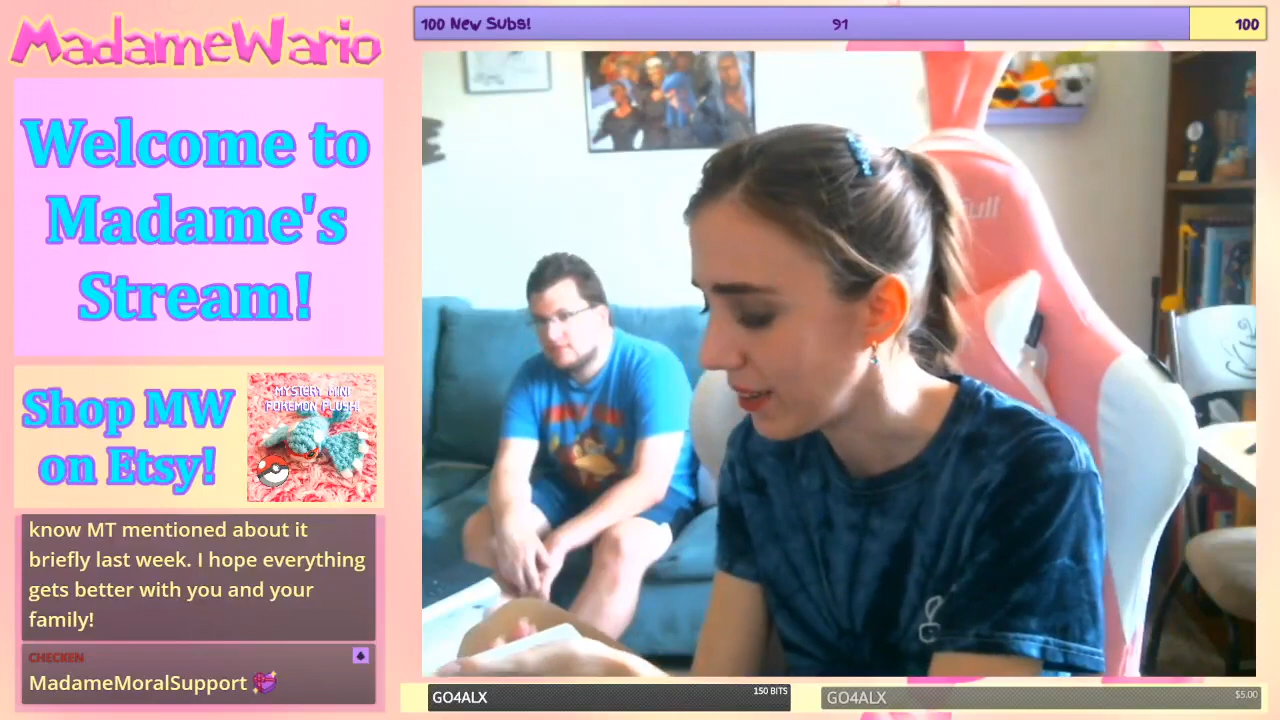 MadameWario
100 New Subs!
91
100
Welcome to
Madame's
Stream!
Shop MW
on Etsy!
MYSTERY MINI
POKEMON PLUSH!
know MT mentioned about it
briefly last week. I hope everything
gets better with you and your
family!
CHECKEN
MadameMoralSupport
GO4ALX
150 BITS
GO4ALX
$5.00